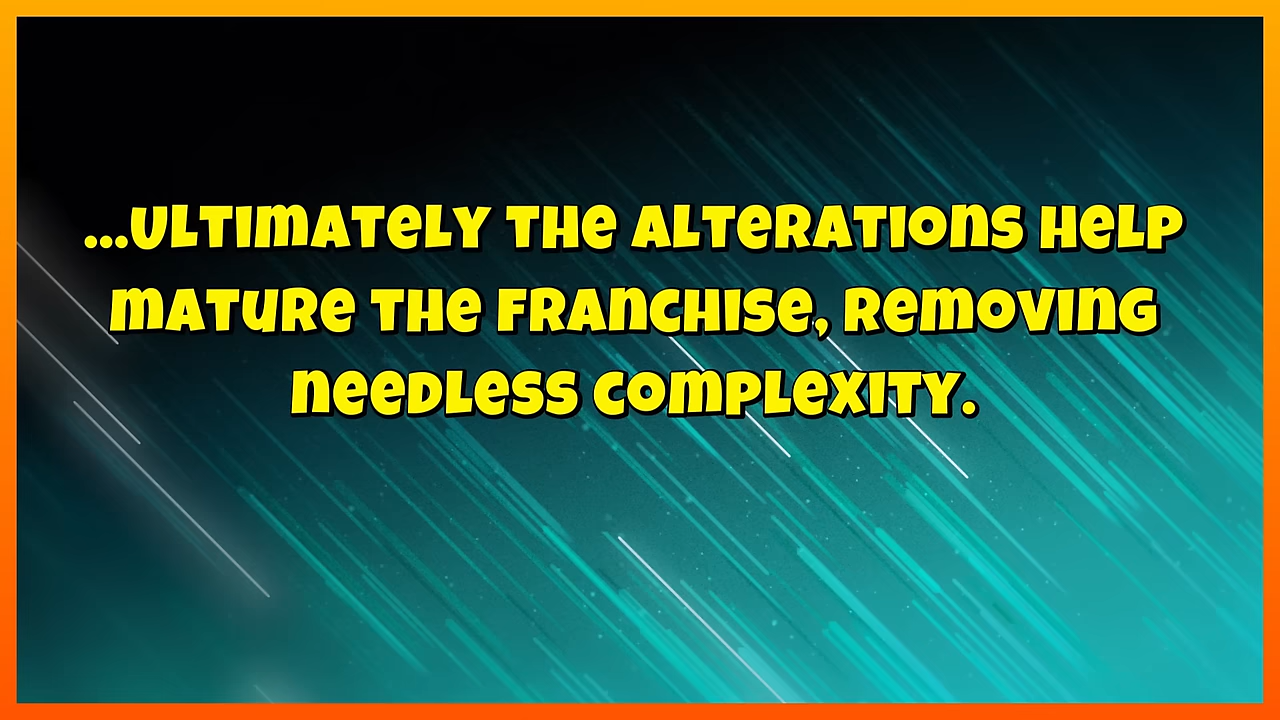 ...Ultimately the alterations help
mature the franchise, removing
needless complexity.